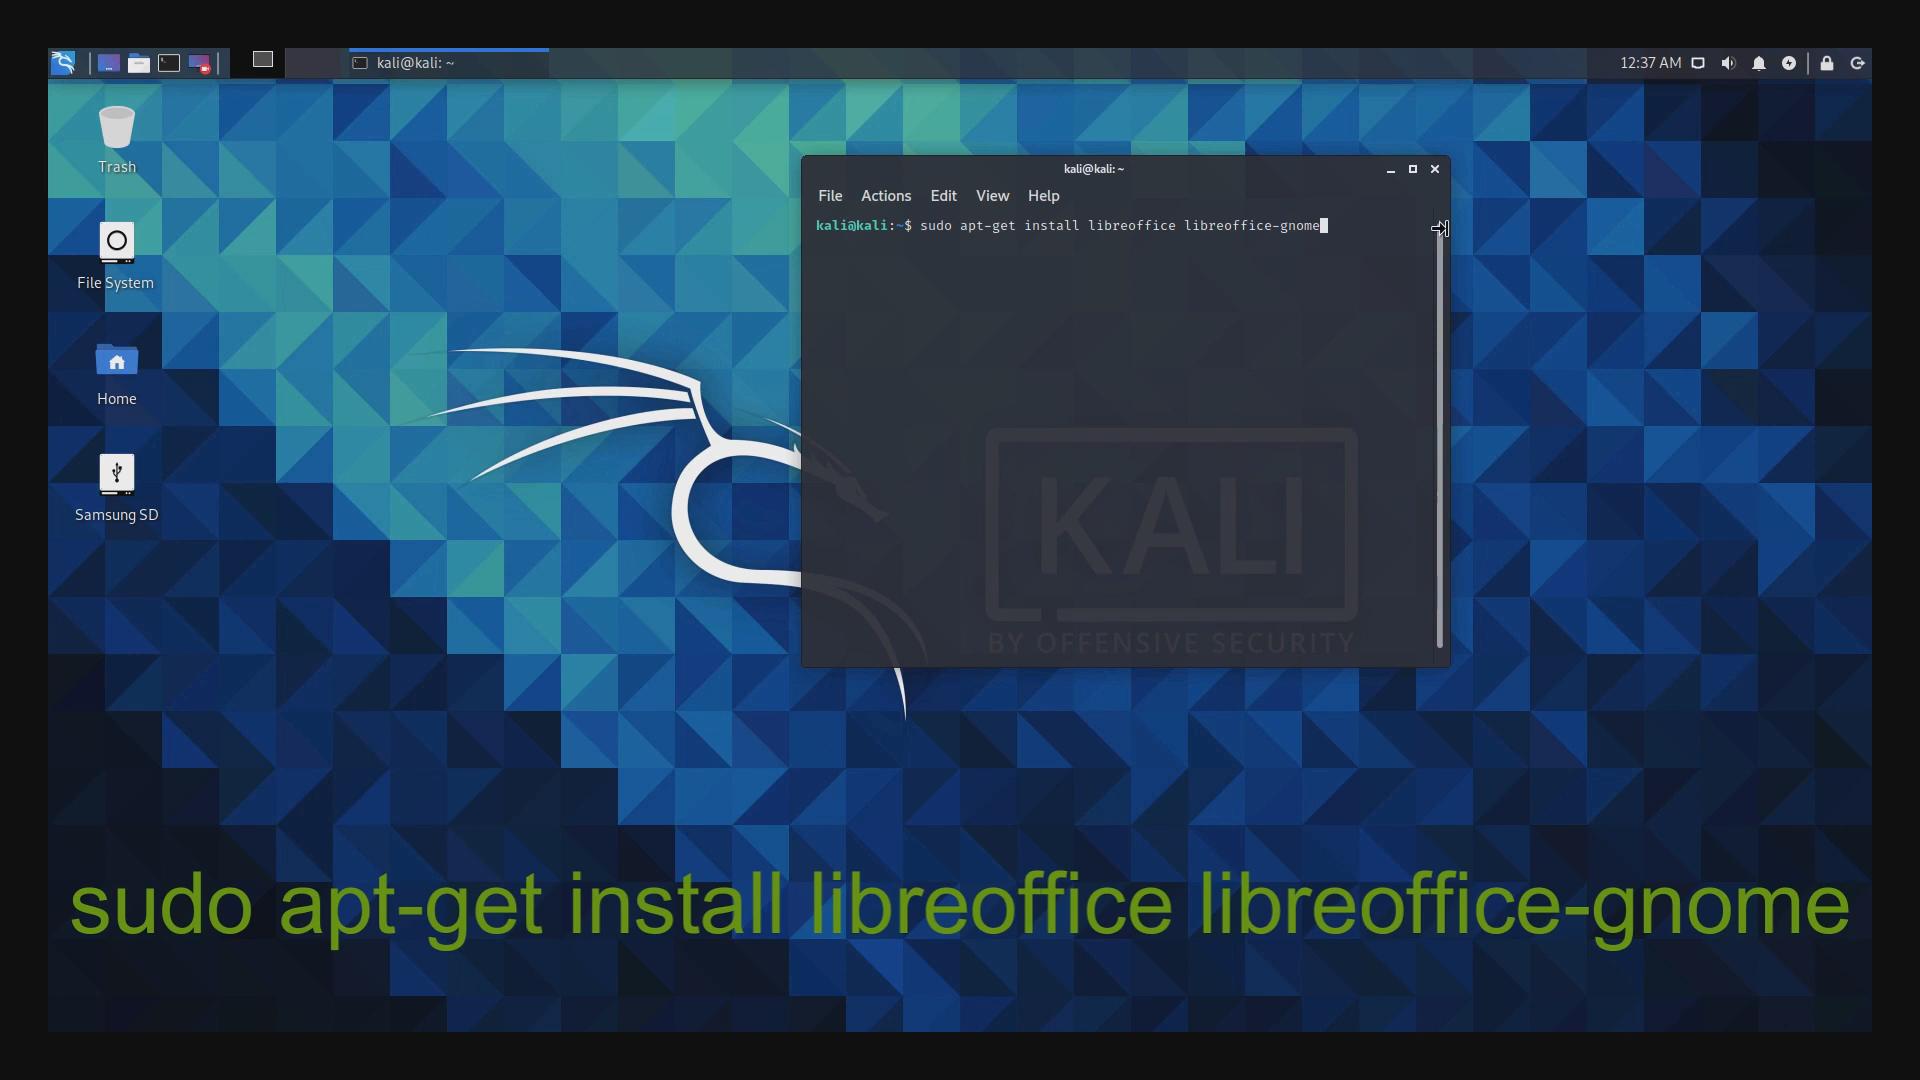 kali@kali: ~
12:37 AM
Trash
File System
Home
Samsung SD
kali@kali: ~
File Actions Edit View Help
kali@kali:~$ sudo apt-get install libreoffice libreoffice-gnome
KALI
BY OFFENSIVE SECURITY
sudo apt-get install libreoffice libreoffice-gnome